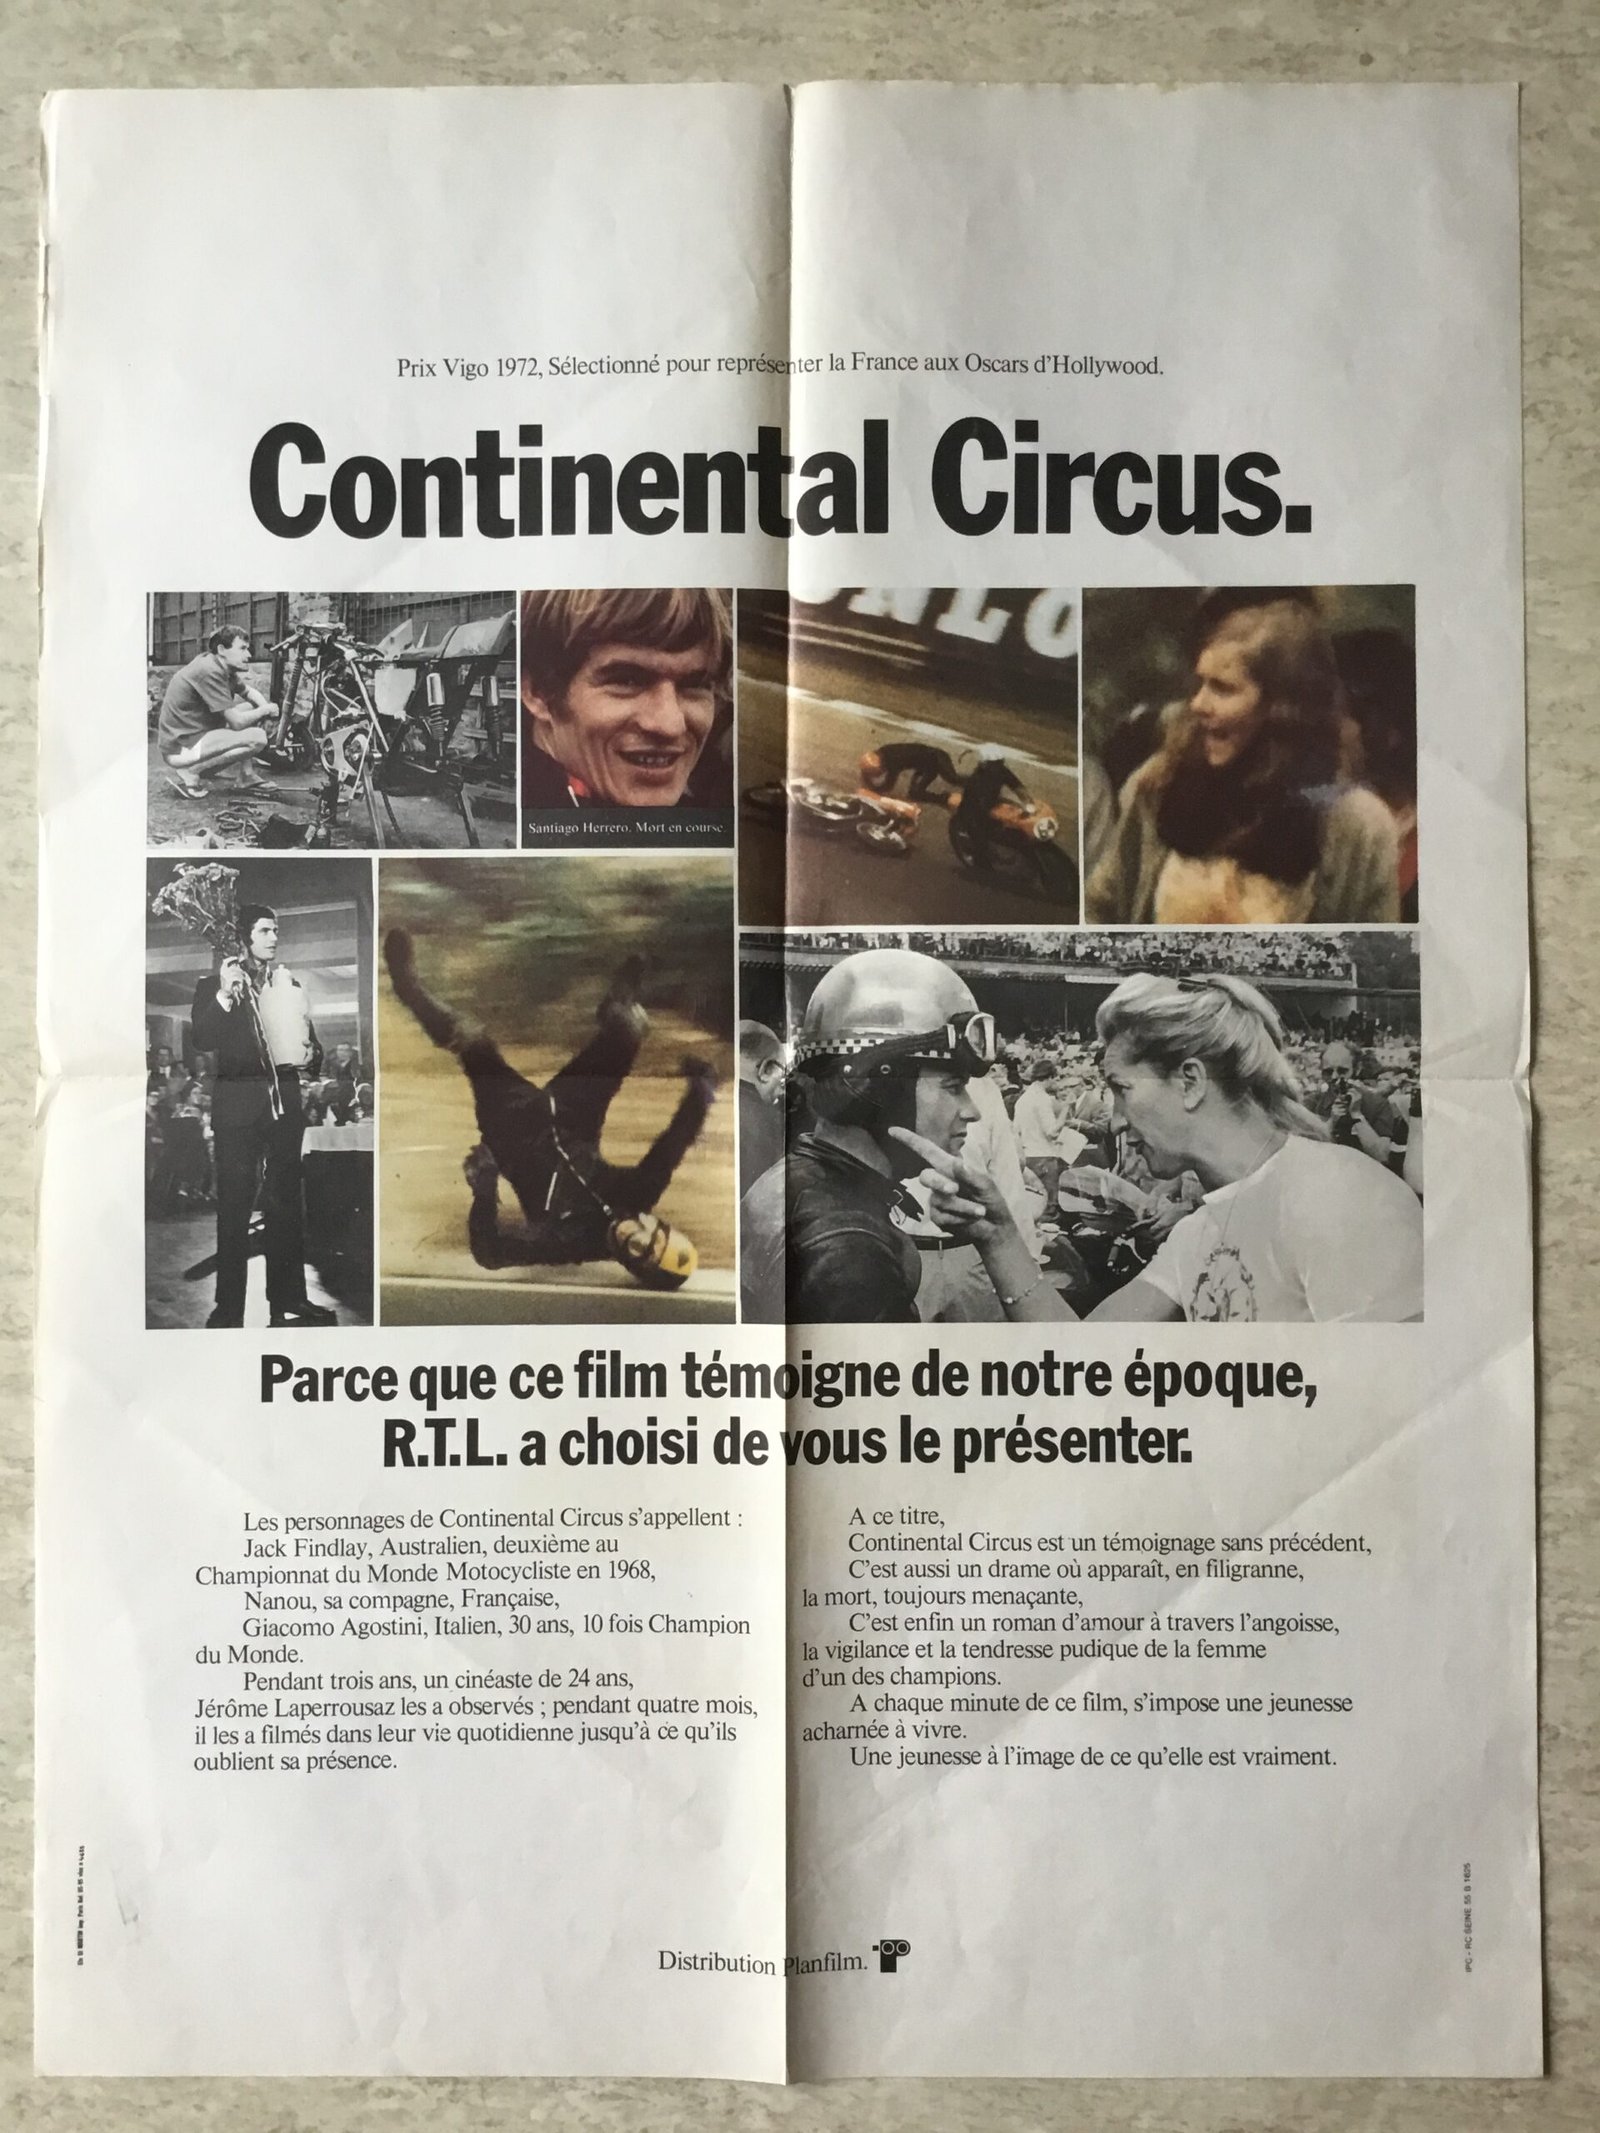 Prix Vigo 1972, Sélectionné pour représenter la France aux Oscars d'Hollywood.
Continental Circus.
ONLO
Santiago Herrero. Mort en course.
Parce que ce film témoigne de notre époque,
R.T.L. a choisi de vous le présenter.
Les personnages de Continental Circus s'appellent :
Jack Findlay, Australien, deuxième au
Championnat du Monde Motocycliste en 1968,
Nanou, sa compagne, Française,
Giacomo Agostini, Italien, 30 ans, 10 fois Champion
du Monde.
Pendant trois ans, un cinéaste de 24 ans,
Jérôme Laperrousaz les a observés ; pendant quatre mois,
il les a filmés dans leur vie quotidienne jusqu'à ce qu'ils
oublient sa présence.
A ce titre,
Continental Circus est un témoignage sans précédent,
C'est aussi un drame où apparaît, en filigranne,
la mort, toujours menaçante,
C'est enfin un roman d'amour à travers l'angoisse,
la vigilance et la tendresse pudique de la femme
d'un des champions.
A chaque minute de ce film, s'impose une jeunesse
acharnée à vivre.
Une jeunesse à l'image de ce qu'elle est vraiment.
Distribution Planfilm.
IPC - RC SEINE 55 B 1625